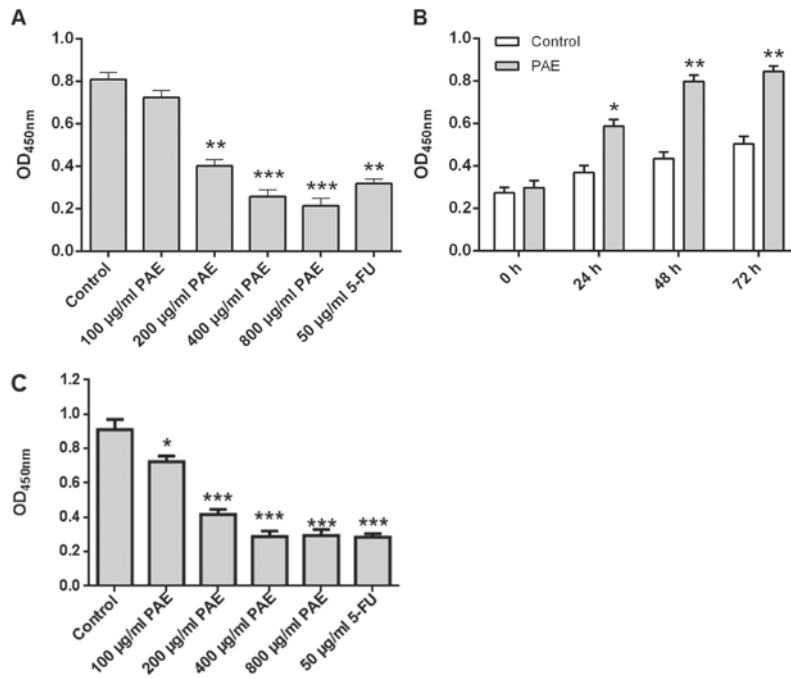 A
1.0
0.8
0.6
0.4
0.2
0.0
OD450nm
**
***
***
**
Control
100 µg/ml PAE
200 µg/ml PAE
400 µg/ml PAE
800 µg/ml PAE
50 µg/ml 5-FU
B
1.0
0.8
0.6
0.4
0.2
0.0
OD450nm
Control
PAE
*
**
**
0 h
24 h
48 h
72 h
C
1.2
1.0
0.8
0.6
0.4
0.2
0.0
OD450nm
*
***
***
***
***
Control
100 µg/ml PAE
200 µg/ml PAE
400 µg/ml PAE
800 µg/ml PAE
50 µg/ml 5-FU